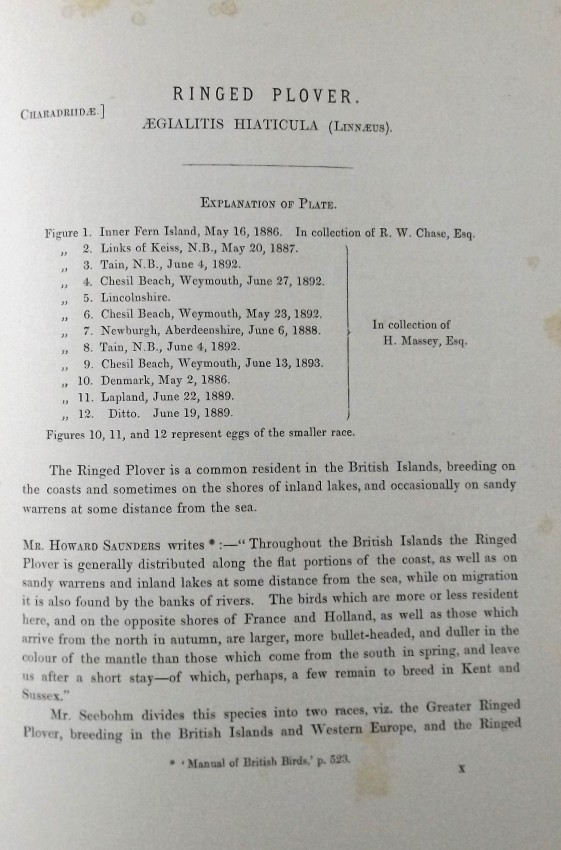 RINGED PLOVER.
CHARADRIIDÆ.]
ÆGIALITIS HIATICULA (LINNÆUS).
EXPLANATION OF PLATE.
Figure 1. Inner Fern Island, May 16, 1886. In collection of R. W. Chase, Esq.
„ 2. Links of Keiss, N.B., May 20, 1887.
„ 3. Tain, N.B., June 4, 1892.
„ 4. Chesil Beach, Weymouth, June 27, 1892.
„ 5. Lincolnshire.
„ 6. Chesil Beach, Weymouth, May 23, 1892.
„ 7. Newburgh, Aberdeenshire, June 6, 1888.
„ 8. Tain, N.B., June 4, 1892.
„ 9. Chesil Beach, Weymouth, June 13, 1893.
„ 10. Denmark, May 2, 1886.
„ 11. Lapland, June 22, 1889.
„ 12. Ditto. June 19, 1889.
In collection of
H. Massey, Esq.
Figures 10, 11, and 12 represent eggs of the smaller race.
The Ringed Plover is a common resident in the British Islands, breeding on
the coasts and sometimes on the shores of inland lakes, and occasionally on sandy
warrens at some distance from the sea.
MR. HOWARD SAUNDERS writes * :—“ Throughout the British Islands the Ringed
Plover is generally distributed along the flat portions of the coast, as well as on
sandy warrens and inland lakes at some distance from the sea, while on migration
it is also found by the banks of rivers. The birds which are more or less resident
here, and on the opposite shores of France and Holland, as well as those which
arrive from the north in autumn, are larger, more bullet-headed, and duller in the
colour of the mantle than those which come from the south in spring, and leave
us after a short stay—of which, perhaps, a few remain to breed in Kent and
Sussex.”
Mr. Seebohm divides this species into two races, viz. the Greater Ringed
Plover, breeding in the British Islands and Western Europe, and the Ringed
* ‘ Manual of British Birds,’ p. 523.
X